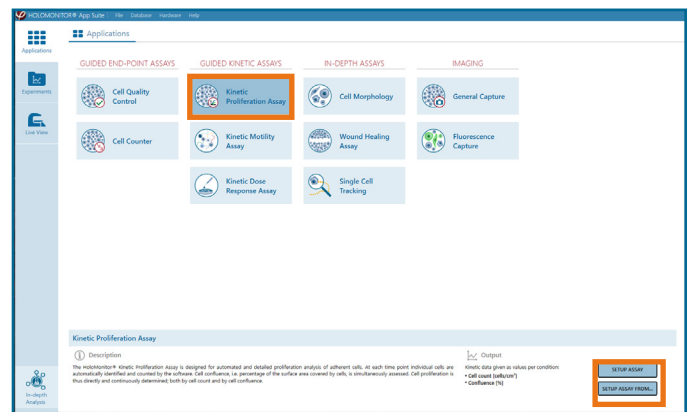 HOLOMONITOR® App Suite File Database Hardware Help
Applications
Applications
GUIDED END-POINT ASSAYS GUIDED KINETIC ASSAYS IN-DEPTH ASSAYS IMAGING
Experiments
Cell Quality
Control
Kinetic
Proliferation Assay
Cell Morphology
General Capture
Live View
Cell Counter
Kinetic Motility
Assay
Wound Healing
Assay
Fluorescence
Capture
Kinetic Dose
Response Assay
Single Cell
Tracking
Kinetic Proliferation Assay
Description
The HoloMonitor® Kinetic Proliferation Assay is designed for automated and detailed proliferation analysis of adherent cells. At each time point individual cells are
automatically identified and counted by the software. Cell confluence, i.e. percentage of the surface area covered by cells, is simultaneously assessed. Cell proliferation is
thus directly and continuously determined; both by cell count and by cell confluence.
Output
Kinetic data given as values per condition:
• Cell count [cells/cm²]
• Confluence [%]
SETUP ASSAY
SETUP ASSAY FROM...
In-depth
Analysis